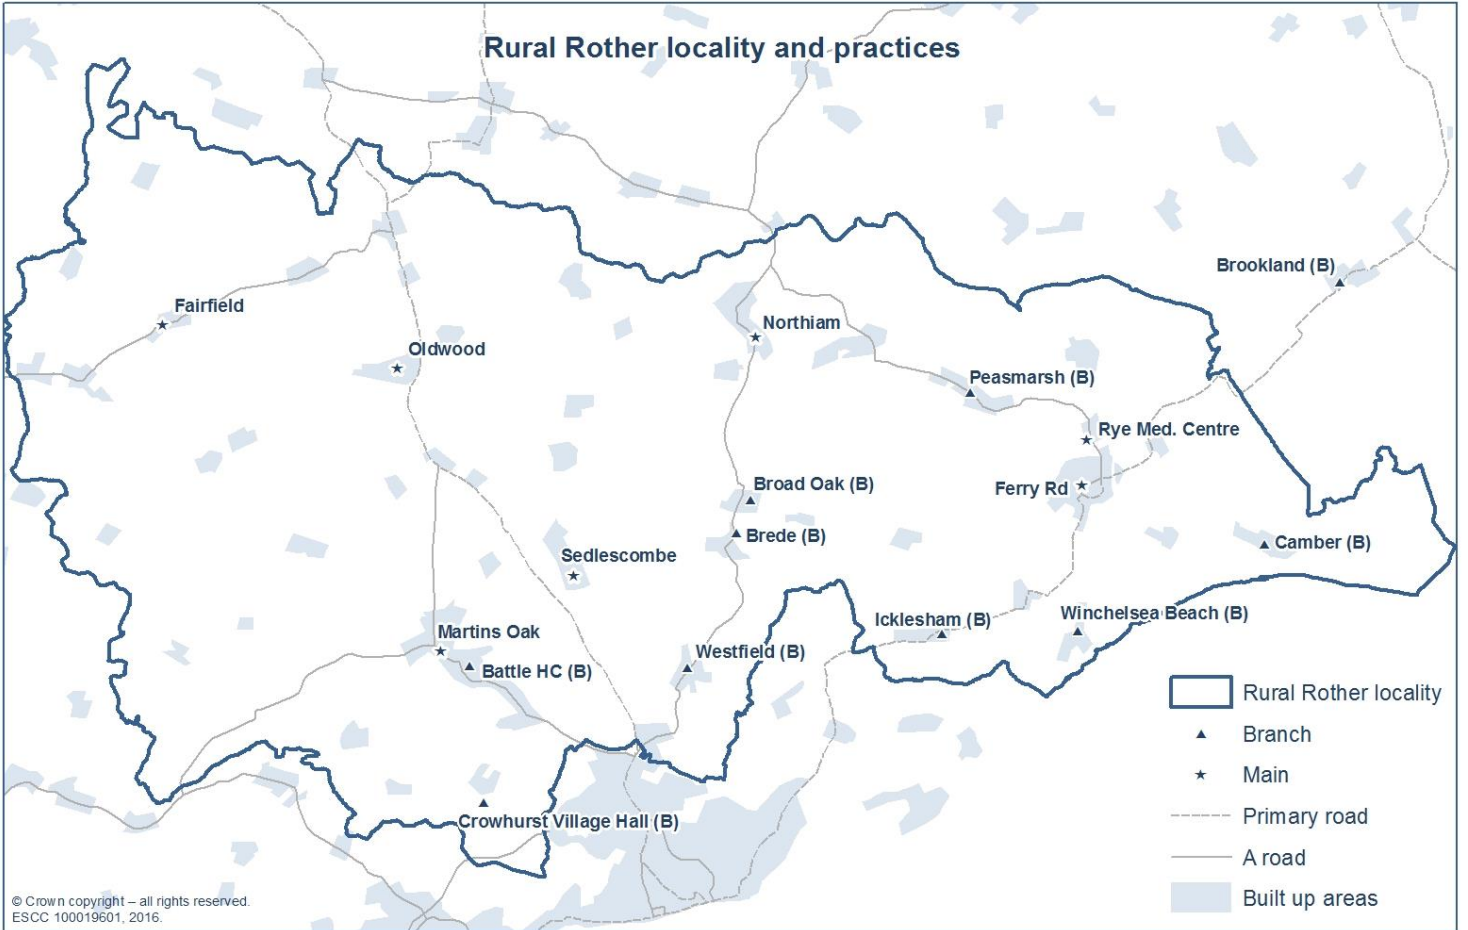 Rural Rother locality and practices
Brookland (B)
Fairfield
Northiam
Oldwood
Peasmarsh (B)
Rye Med. Centre
Broad Oak (B)
Ferry Rd
Brede (B)
Camber (B)
Sedlescombe
Icklesham (B)
Winchelsea Beach (B)
Martins Oak
Westfield (B)
Battle HC (B)
Crowhurst Village Hall (B)
Rural Rother locality
Branch
Main
Primary road
A road
Built up areas
© Crown copyright – all rights reserved.
ESCC 100019601, 2016.